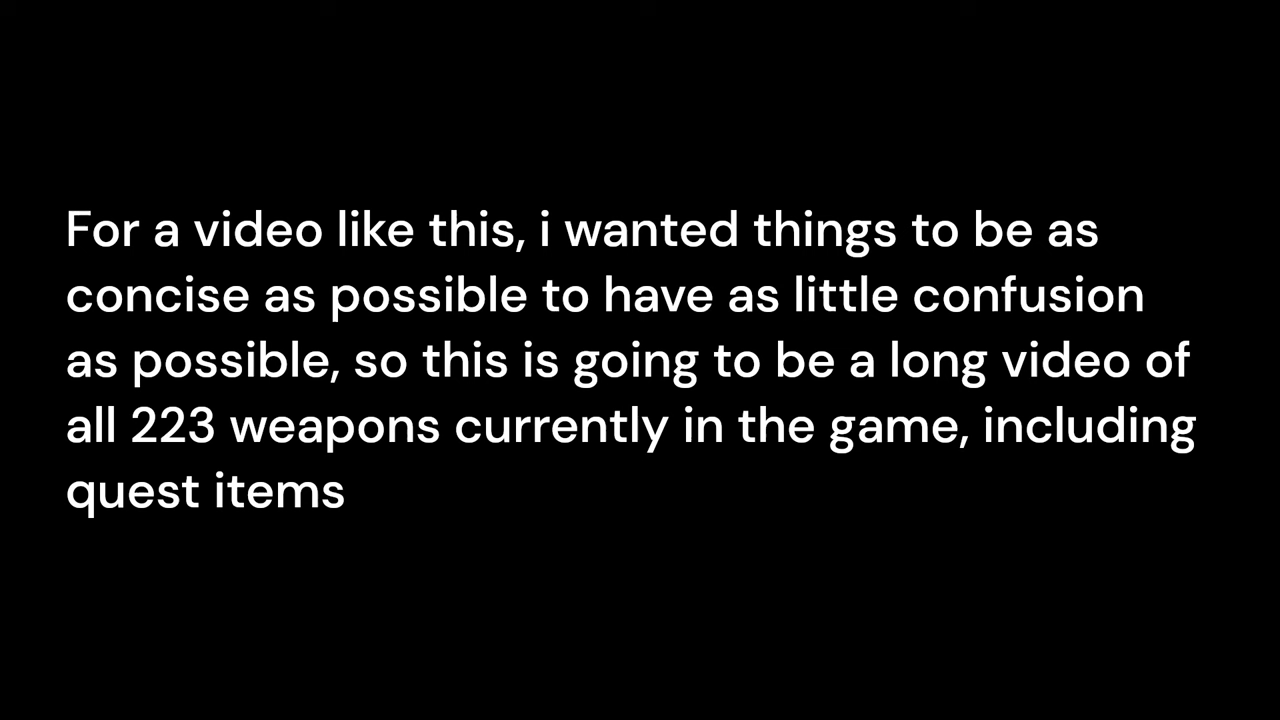 For a video like this, i wanted things to be as
concise as possible to have as little confusion
as possible, so this is going to be a long video of
all 223 weapons currently in the game, including
quest items